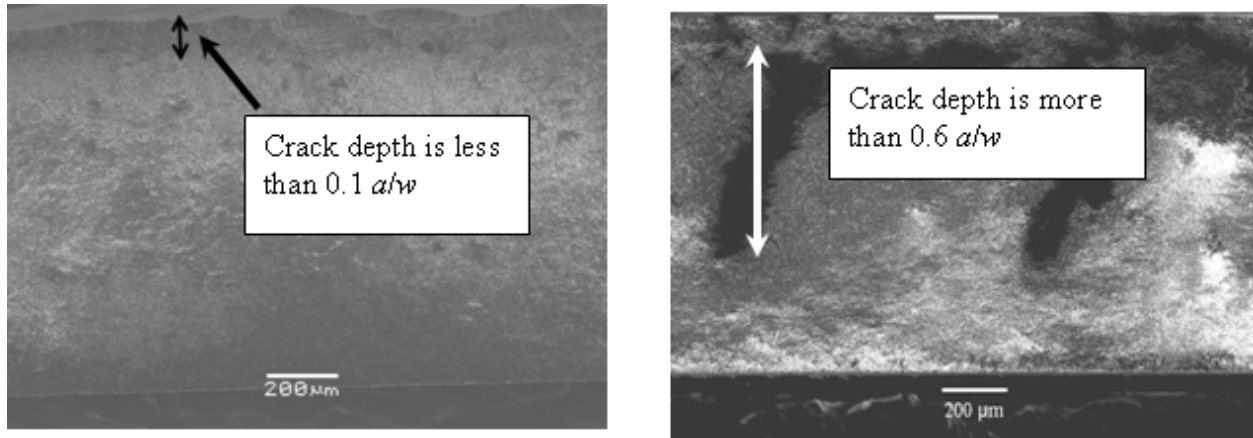 Crack depth is less
than 0.1 a/w
200µm
Crack depth is more
than 0.6 a/w
200 µm